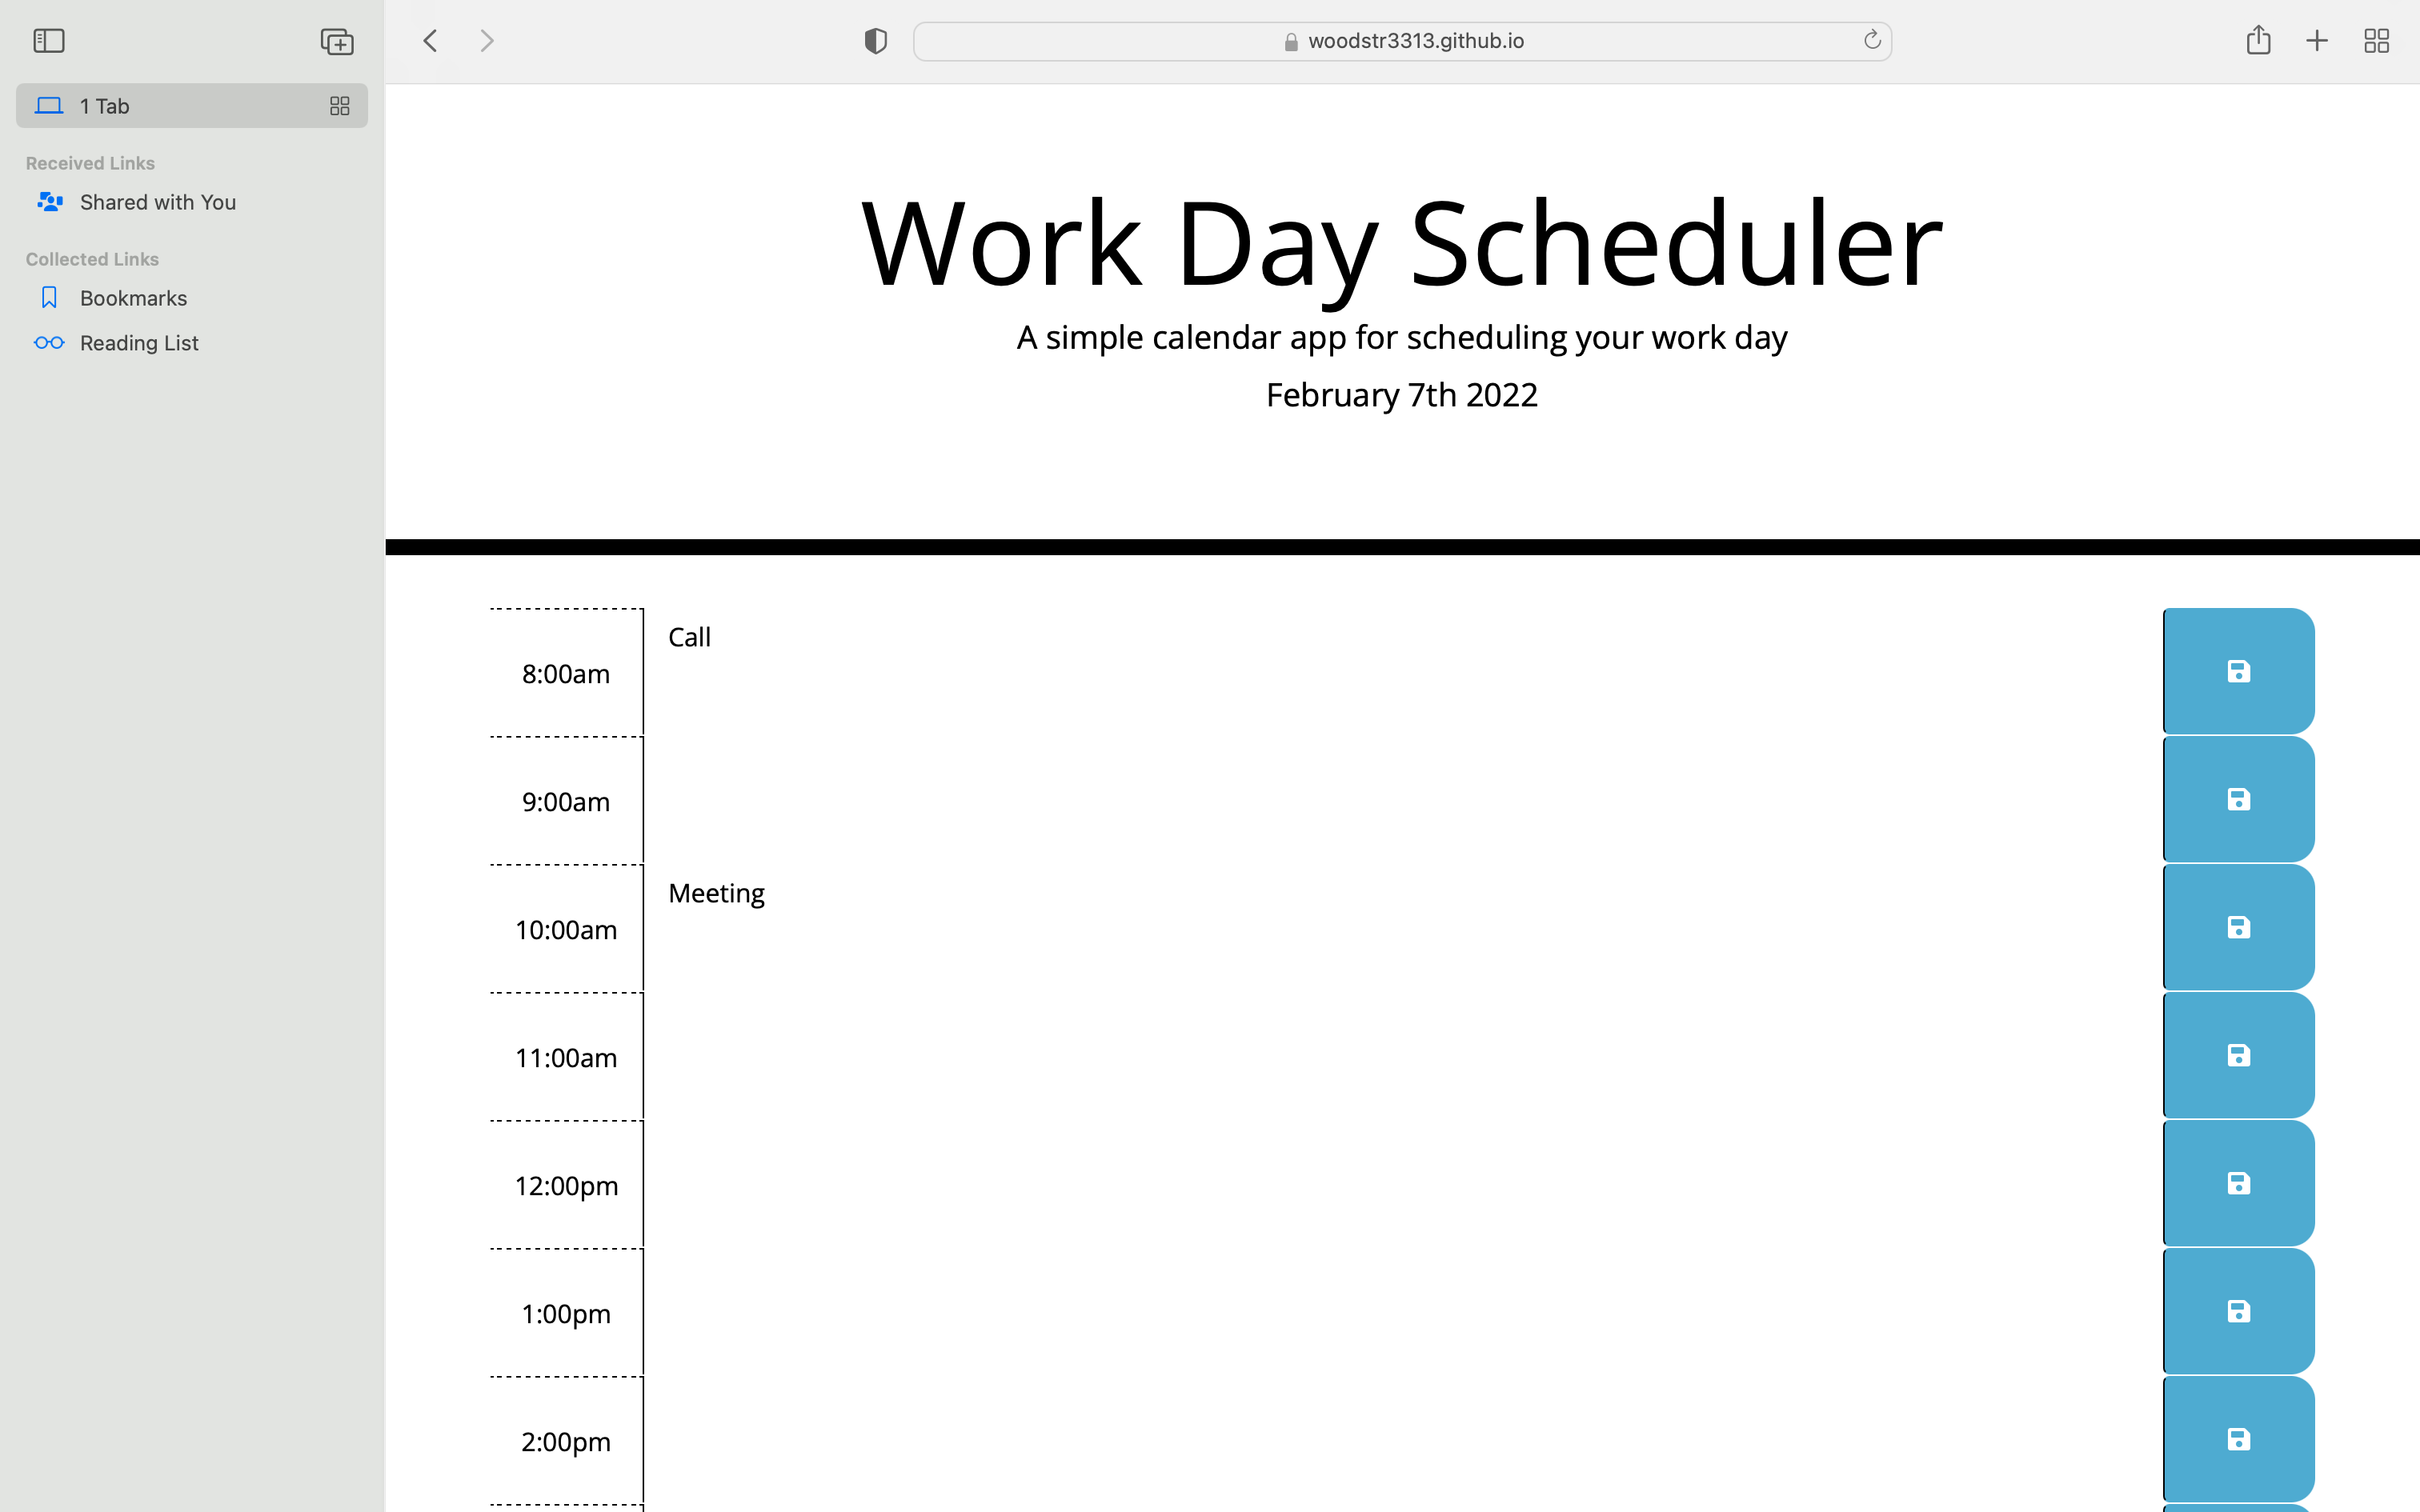 1 Tab
Received Links
Shared with You
Collected Links
Bookmarks
Reading List
woodstr3313.github.io
Work Day Scheduler
A simple calendar app for scheduling your work day
February 7th 2022
8:00am
Call
9:00am
10:00am
Meeting
11:00am
12:00pm
1:00pm
2:00pm